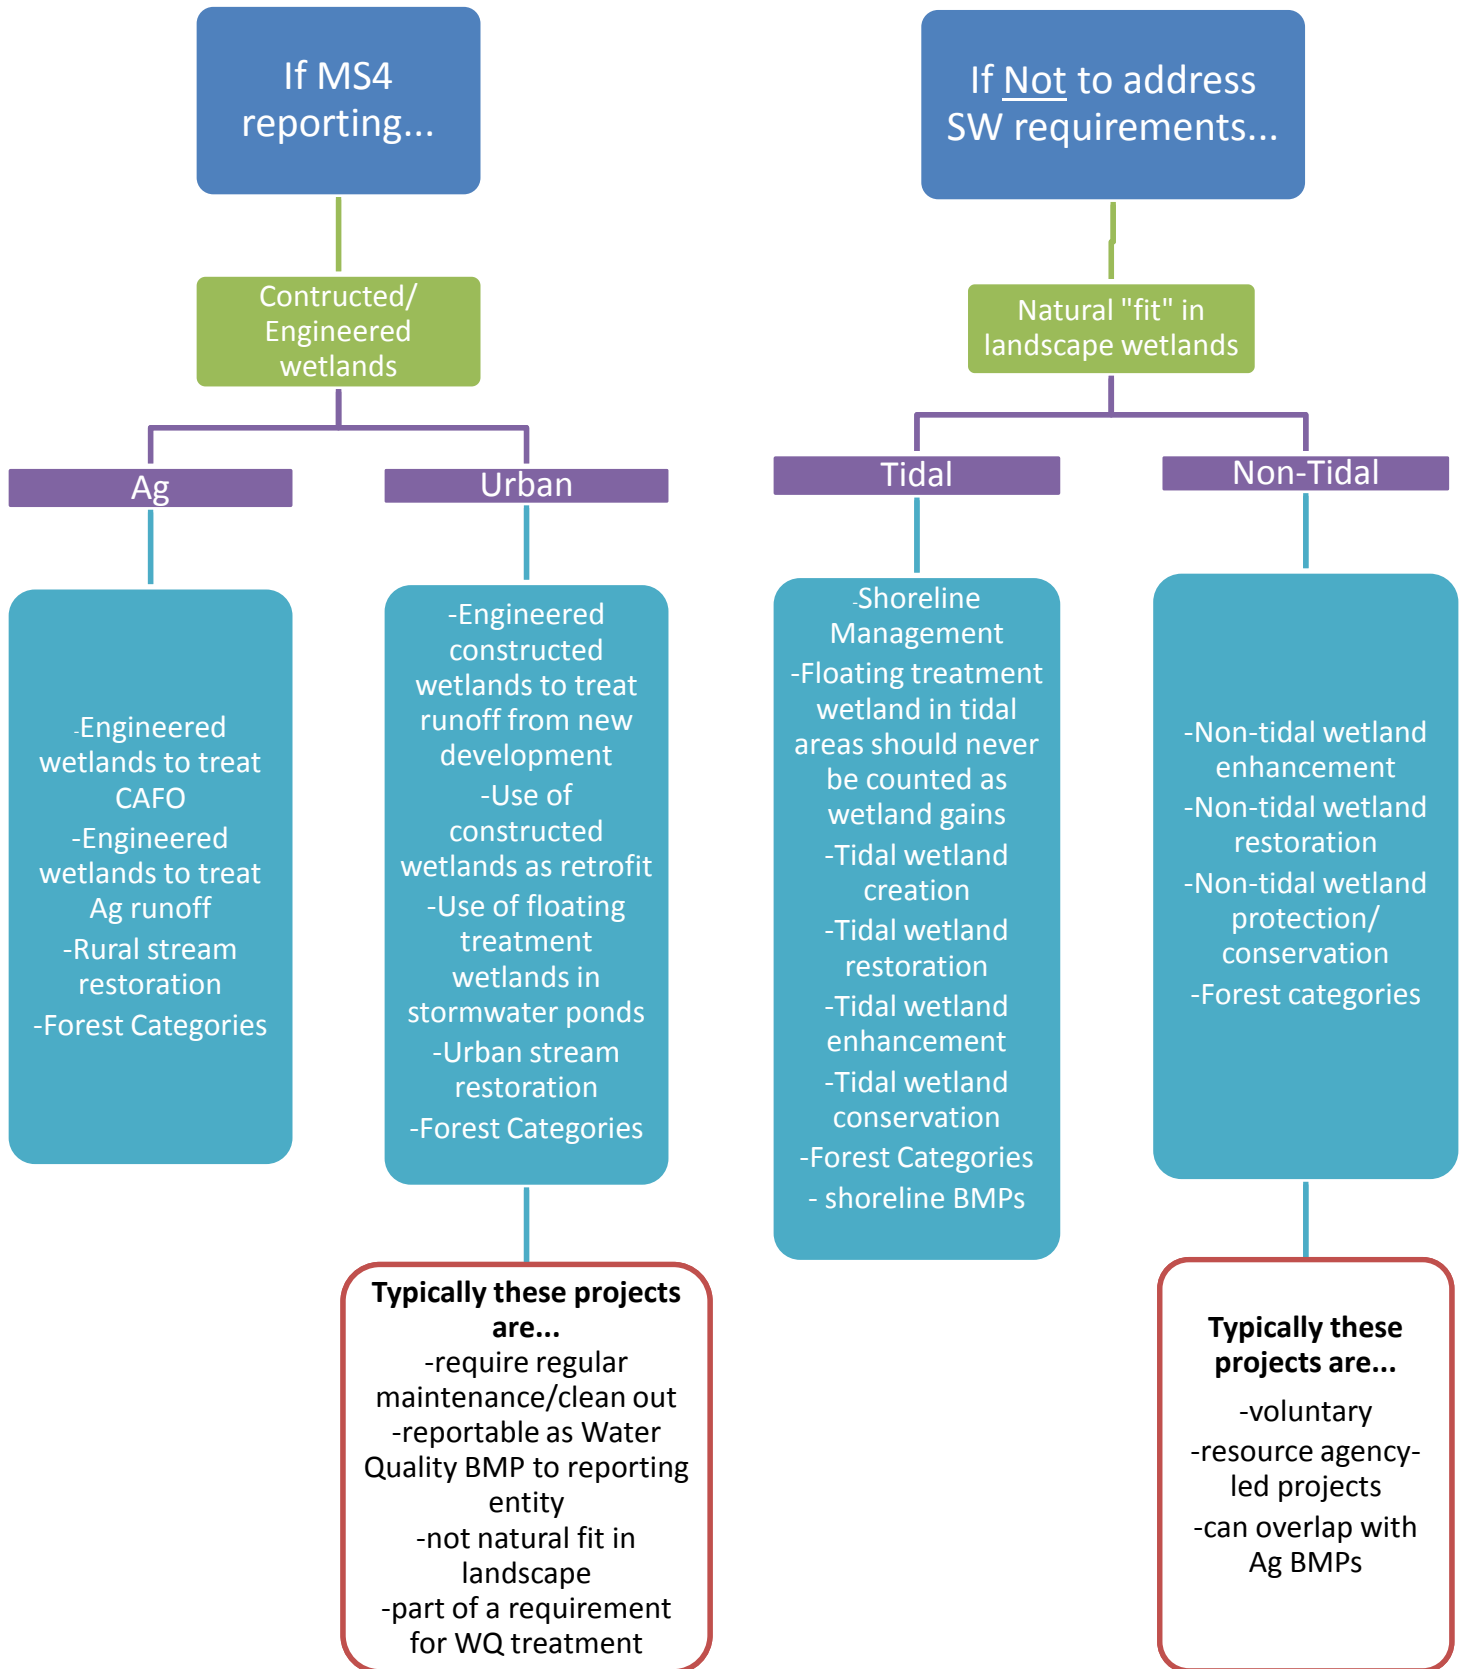 If MS4
reporting...
Contructed/
Engineered
wetlands
Ag
-Engineered
wetlands to treat
CAFO
-Engineered
wetlands to treat
Ag runoff
-Rural stream
restoration
-Forest Categories
Urban
-Engineered
constructed
wetlands to treat
runoff from new
development
-Use of
constructed
wetlands as retrofit
-Use of floating
treatment
wetlands in
stormwater ponds
-Urban stream
restoration
-Forest Categories
Typically these projects
are...
-require regular
maintenance/clean out
-reportable as Water
Quality BMP to reporting
entity
-not natural fit in
landscape
-part of a requirement
for WQ treatment
If Not to address
SW requirements...
Natural "fit" in
landscape wetlands
Tidal
-Shoreline
Management
-Floating treatment
wetland in tidal
areas should never
be counted as
wetland gains
-Tidal wetland
creation
-Tidal wetland
restoration
-Tidal wetland
enhancement
-Tidal wetland
conservation
-Forest Categories
- shoreline BMPs
Non-Tidal
-Non-tidal wetland
enhancement
-Non-tidal wetland
restoration
-Non-tidal wetland
protection/
conservation
-Forest categories
Typically these
projects are...
-voluntary
-resource agency-
led projects
-can overlap with
Ag BMPs